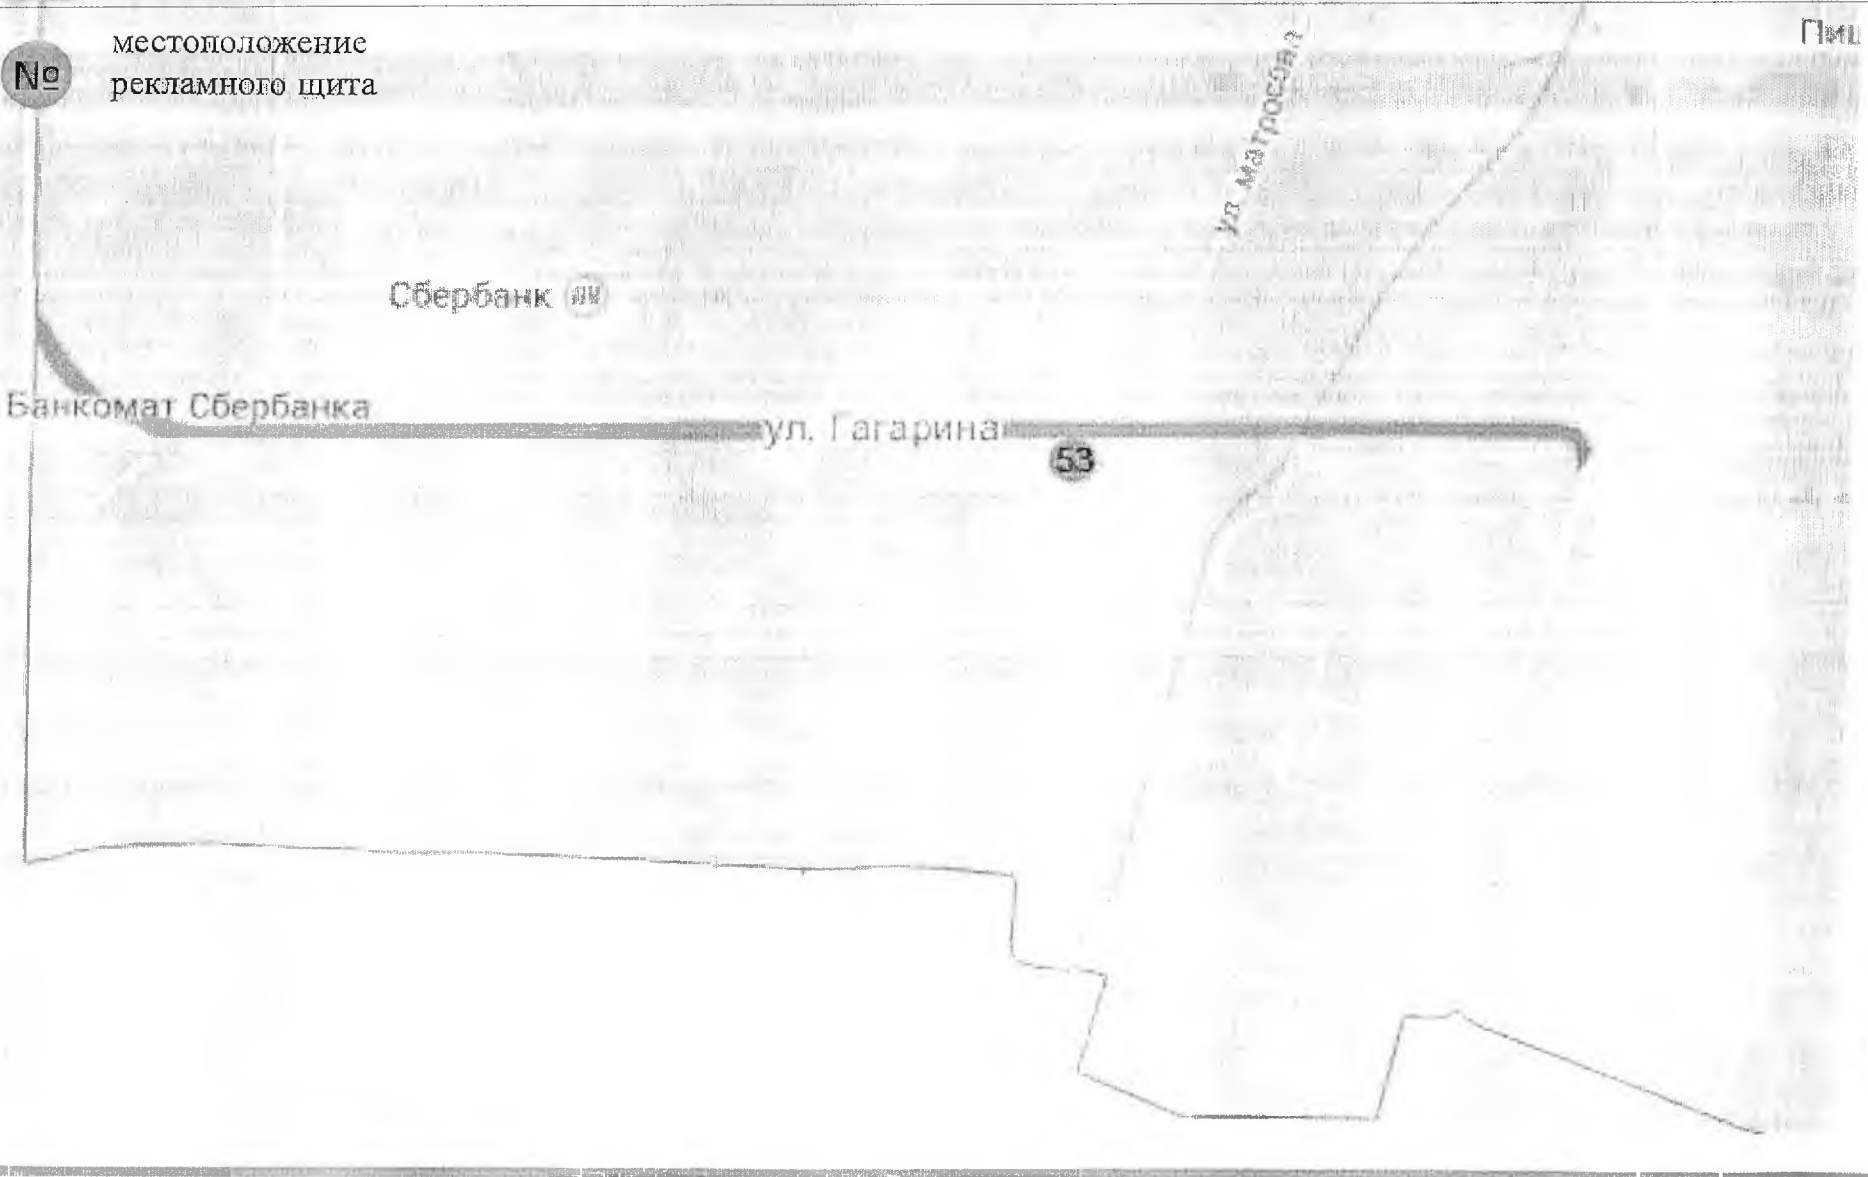 №
местоположение
рекламного щита
ул. Матросова
Сбербанк
Банкомат Сбербанка
ул. Гагарина
53